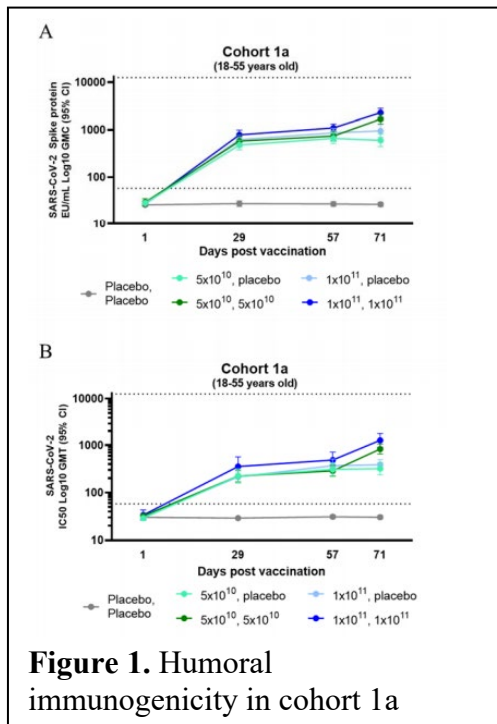 A
Cohort 1a
(18-55 years old)
SARS-CoV-2 Spike protein
EU/mL Log10 GMC (95% CI)
10000
1000
100
10
1 29 57 71
Days post vaccination
Placebo,
Placebo
5x10¹⁰, placebo
1x10¹¹, placebo
5x10¹⁰, 5x10¹⁰
1x10¹¹, 1x10¹¹
B
Cohort 1a
(18-55 years old)
SARS-CoV-2
IC50 Log10 GMT (95% CI)
10000
1000
100
10
1 29 57 71
Days post vaccination
Placebo,
Placebo
5x10¹⁰, placebo
1x10¹¹, placebo
5x10¹⁰, 5x10¹⁰
1x10¹¹, 1x10¹¹
Figure 1. Humoral
immunogenicity in cohort 1a